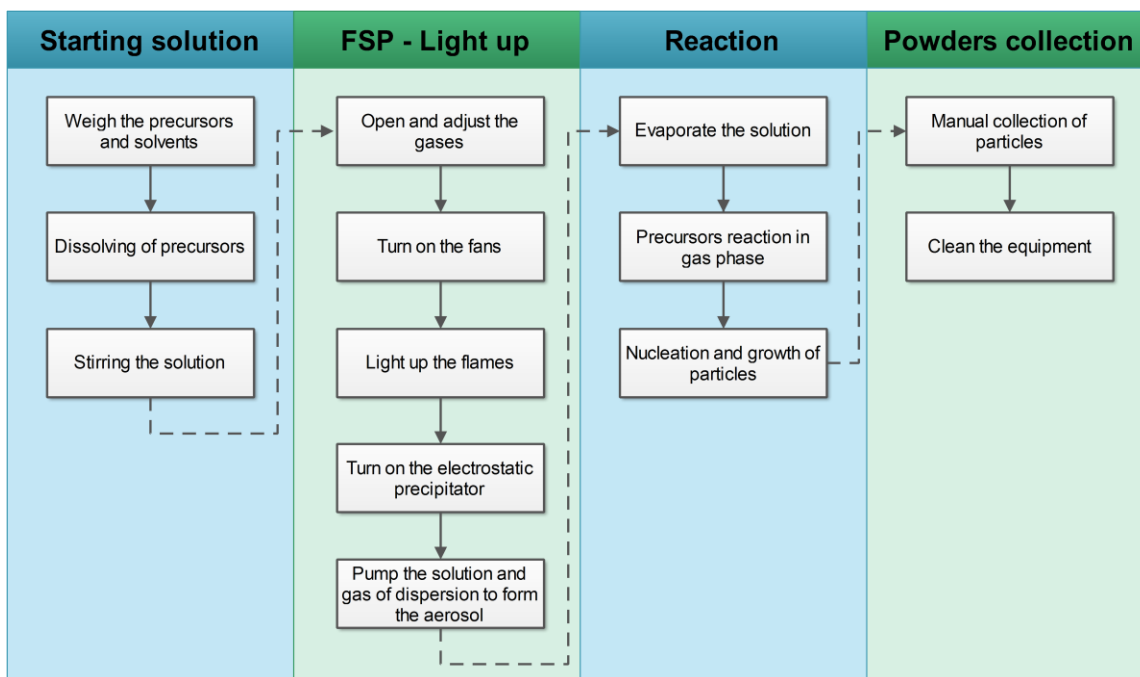 Starting solution
Weigh the precursors
and solvents
Dissolving of precursors
Stirring the solution
FSP - Light up
Open and adjust the
gases
Turn on the fans
Light up the flames
Turn on the electrostatic
precipitator
Pump the solution and
gas of dispersion to form
the aerosol
Reaction
Evaporate the solution
Precursors reaction in
gas phase
Nucleation and growth of
particles
Powders collection
Manual collection of
particles
Clean the equipment